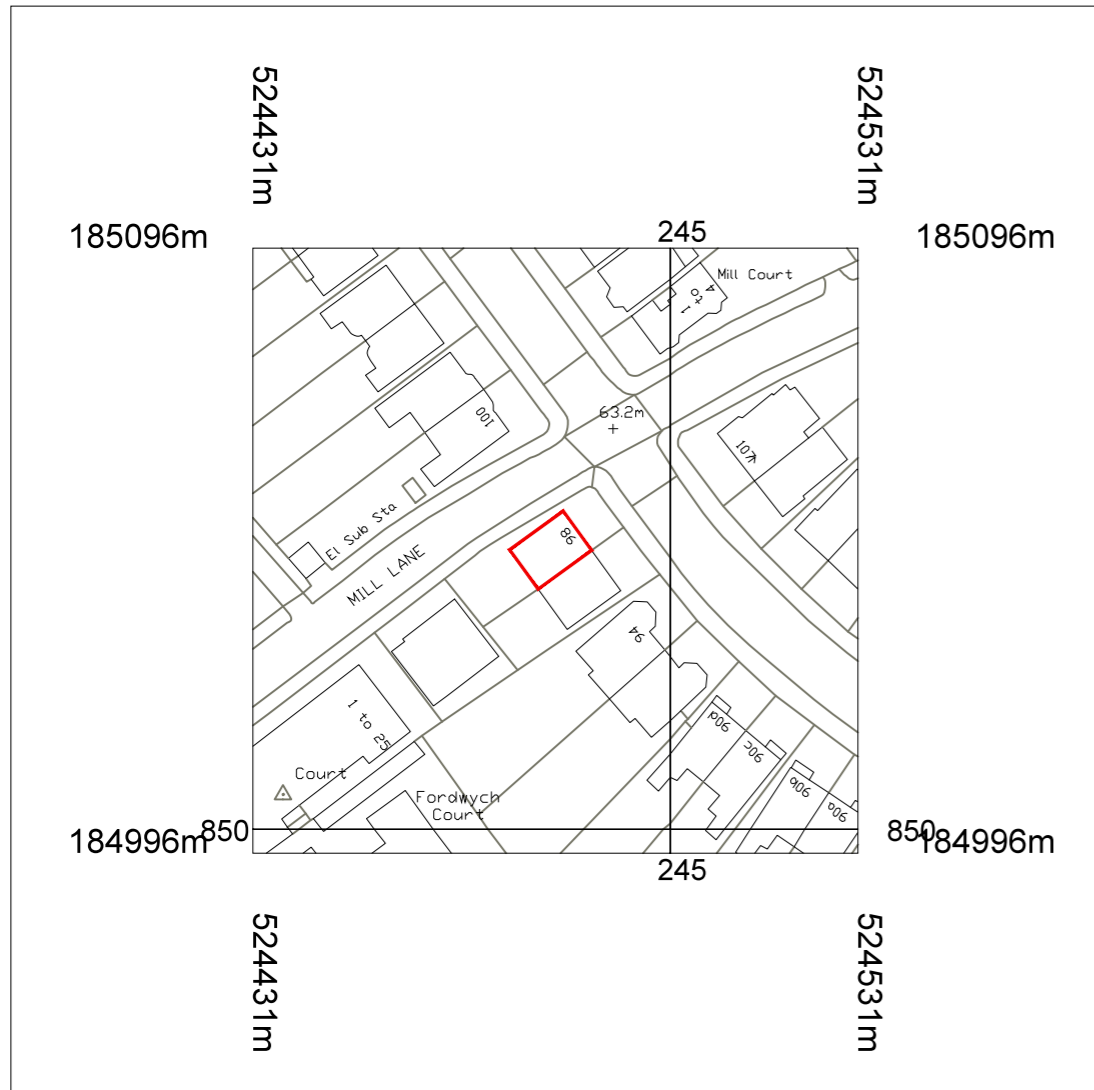 524431m
524531m
185096m
245
185096m
Mill Court
1 to 4
63.2m
100
107
El Sub Sta
98
MILL LANE
94
1 to 25
90d
90c
Court
90b
90a
Fordwych
Court
850
184996m
850
184996m
245
524431m
524531m